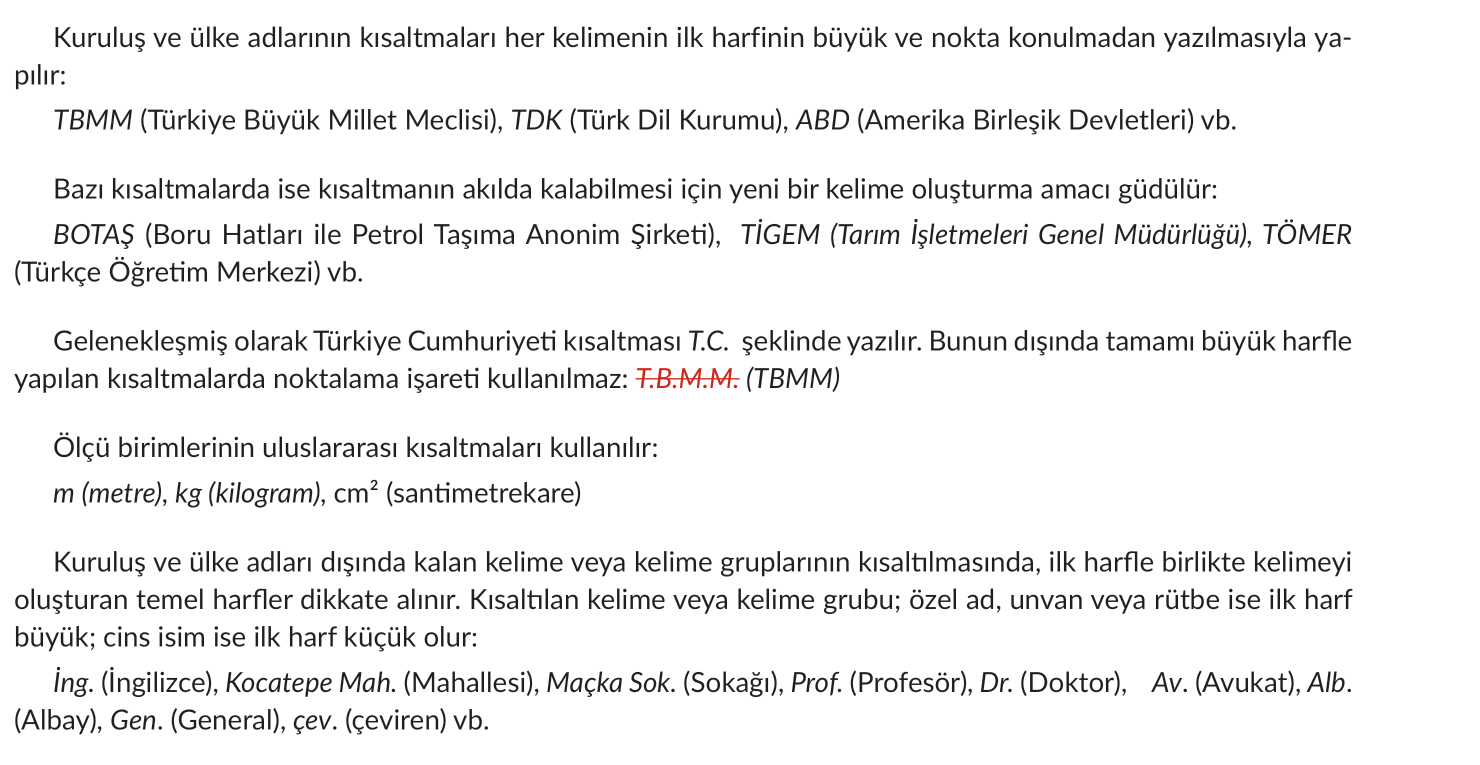 Kuruluş ve ülke adlarının kısaltmaları her kelimenin ilk harfinin büyük ve nokta konulmadan yazılmasıyla ya-
pılır:
TBMM (Türkiye Büyük Millet Meclisi), TDK (Türk Dil Kurumu), ABD (Amerika Birleşik Devletleri) vb.
Bazı kısaltmalarda ise kısaltmanın akılda kalabilmesi için yeni bir kelime oluşturma amacı güdülür:
BOTAŞ (Boru Hatları ile Petrol Taşıma Anonim Şirketi), TİGEM (Tarım İşletmeleri Genel Müdürlüğü), TÖMER
(Türkçe Öğretim Merkezi) vb.
Gelenekleşmiş olarak Türkiye Cumhuriyeti kısaltması T.C. şeklinde yazılır. Bunun dışında tamamı büyük harfle
yapılan kısaltmalarda noktalama işareti kullanılmaz: T.B.M.M. (TBMM)
Ölçü birimlerinin uluslararası kısaltmaları kullanılır:
m (metre), kg (kilogram), cm² (santimetrekare)
Kuruluş ve ülke adları dışında kalan kelime veya kelime gruplarının kısaltılmasında, ilk harfle birlikte kelimeyi
oluşturan temel harfler dikkate alınır. Kısaltılan kelime veya kelime grubu; özel ad, unvan veya rütbe ise ilk harf
büyük; cins isim ise ilk harf küçük olur:
İng. (İngilizce), Kocatepe Mah. (Mahallesi), Maçka Sok. (Sokağı), Prof. (Profesör), Dr. (Doktor), Av. (Avukat), Alb.
(Albay), Gen. (General), çev. (çeviren) vb.